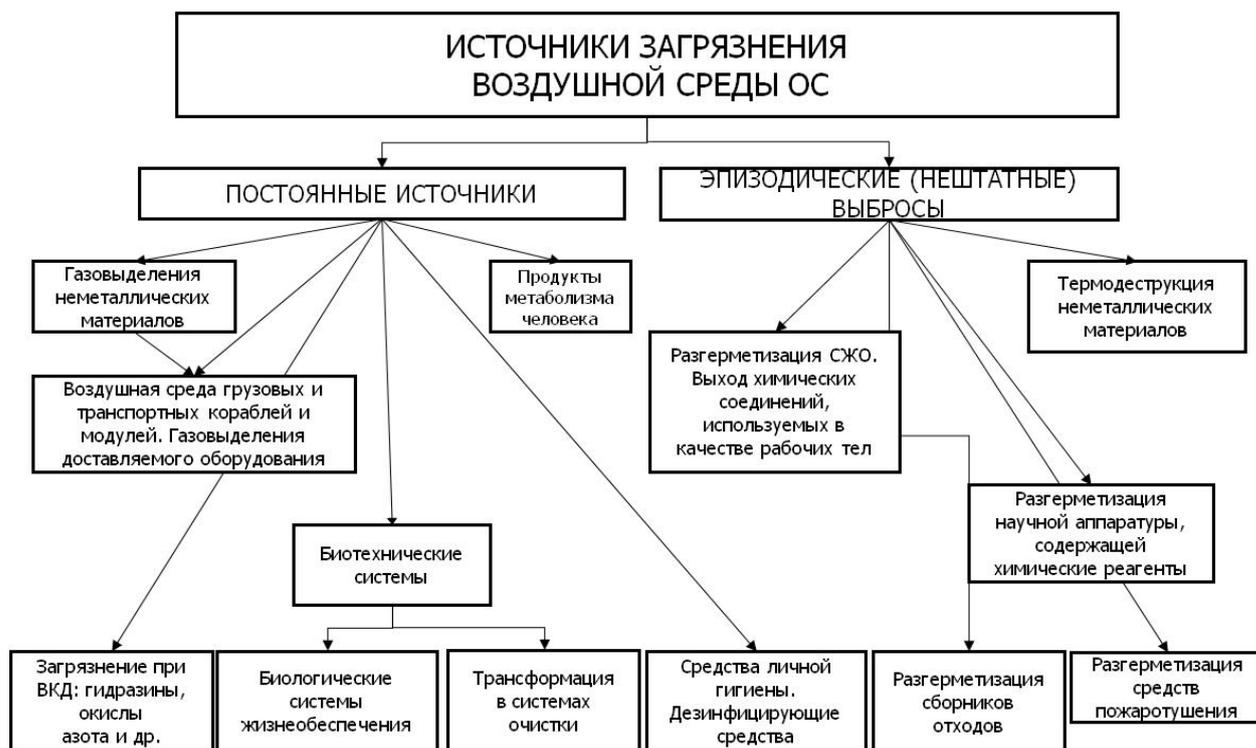 ИСТОЧНИКИ ЗАГРЯЗНЕНИЯ
ВОЗДУШНОЙ СРЕДЫ ОС
ПОСТОЯННЫЕ ИСТОЧНИКИ
ЭПИЗОДИЧЕСКИЕ (НЕШТАТНЫЕ)
ВЫБРОСЫ
Газовыделения
неметаллических
материалов
Продукты
метаболизма
человека
Термодеструкция
неметаллических
материалов
Разгерметизация СЖО.
Выход химических
соединений,
используемых в
качестве рабочих тел
Воздушная среда грузовых и
транспортных кораблей и
модулей. Газовыделения
доставляемого оборудования
Разгерметизация
научной аппаратуры,
содержащей
химические реагенты
Биотехнические
системы
Загрязнение при
ВКД: гидразины,
окислы
азота и др.
Биологические
системы
жизнеобеспечения
Трансформация
в системах
очистки
Средства личной
гигиены.
Дезинфицирующие
средства
Разгерметизация
сборников
отходов
Разгерметизация
средств
пожаротушения